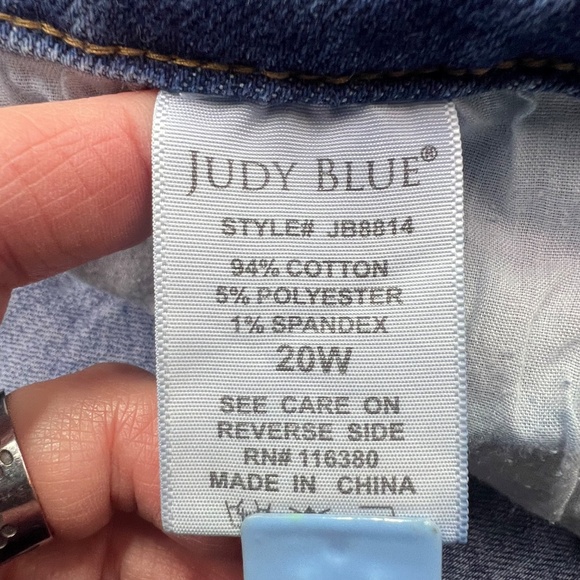 JUDY BLUE®
STYLE# JB8814
94% COTTON
5% POLYESTER
1% SPANDEX
20W
SEE CARE ON
REVERSE SIDE
RN# 116380
MADE IN CHINA